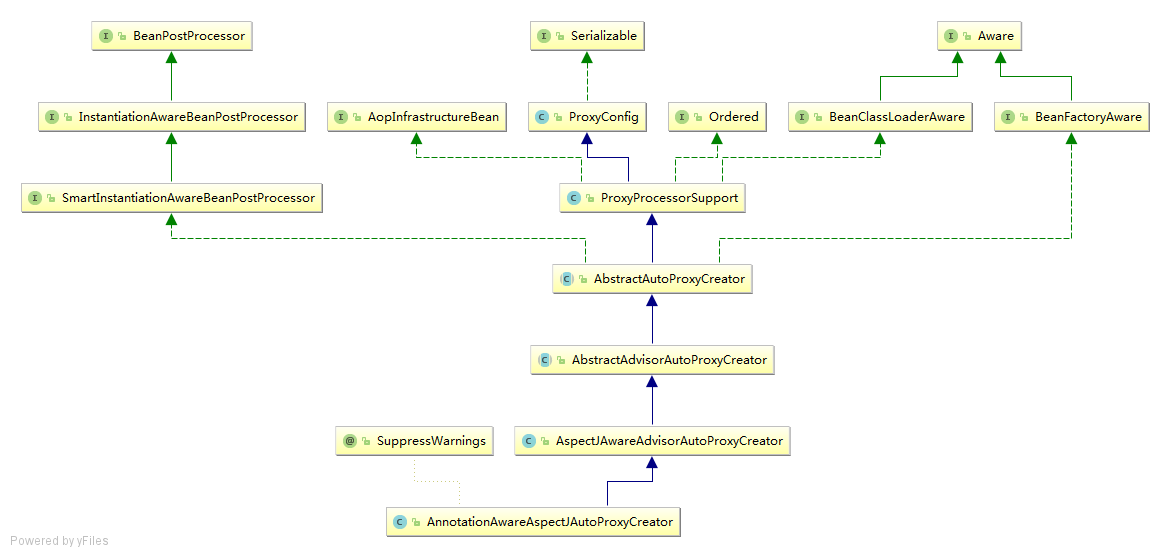 BeanPostProcessor
Serializable
Aware
InstantiationAwareBeanPostProcessor
AopInfrastructureBean
ProxyConfig
Ordered
BeanClassLoaderAware
BeanFactoryAware
SmartInstantiationAwareBeanPostProcessor
ProxyProcessorSupport
AbstractAutoProxyCreator
AbstractAdvisorAutoProxyCreator
SuppressWarnings
AspectJAwareAdvisorAutoProxyCreator
AnnotationAwareAspectJAutoProxyCreator
Powered by yFiles